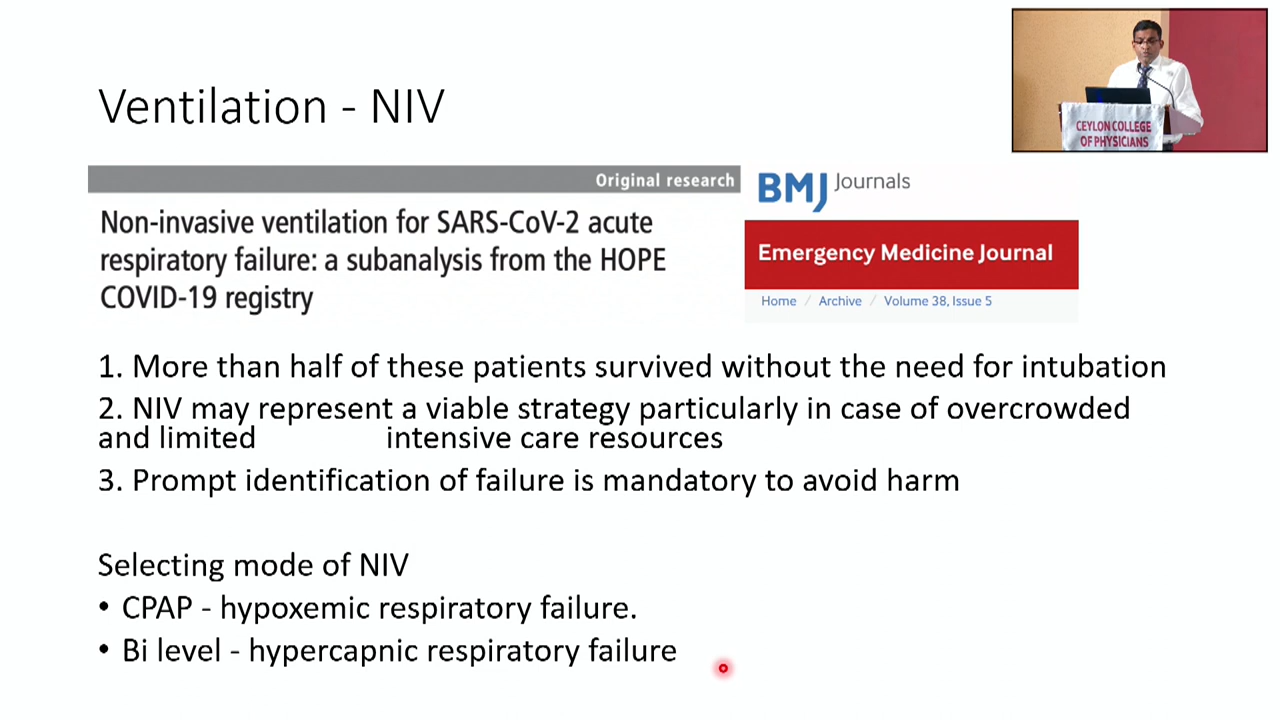 Ventilation - NIV
CEYLON COLLEGE
OF PHYSICIANS
Original research
Non-invasive ventilation for SARS-CoV-2 acute
respiratory failure: a subanalysis from the HOPE
COVID-19 registry
BMJ Journals
Emergency Medicine Journal
Home / Archive / Volume 38, Issue 5
1. More than half of these patients survived without the need for intubation
2. NIV may represent a viable strategy particularly in case of overcrowded
and limited intensive care resources
3. Prompt identification of failure is mandatory to avoid harm
Selecting mode of NIV
• CPAP - hypoxemic respiratory failure.
• Bi level - hypercapnic respiratory failure